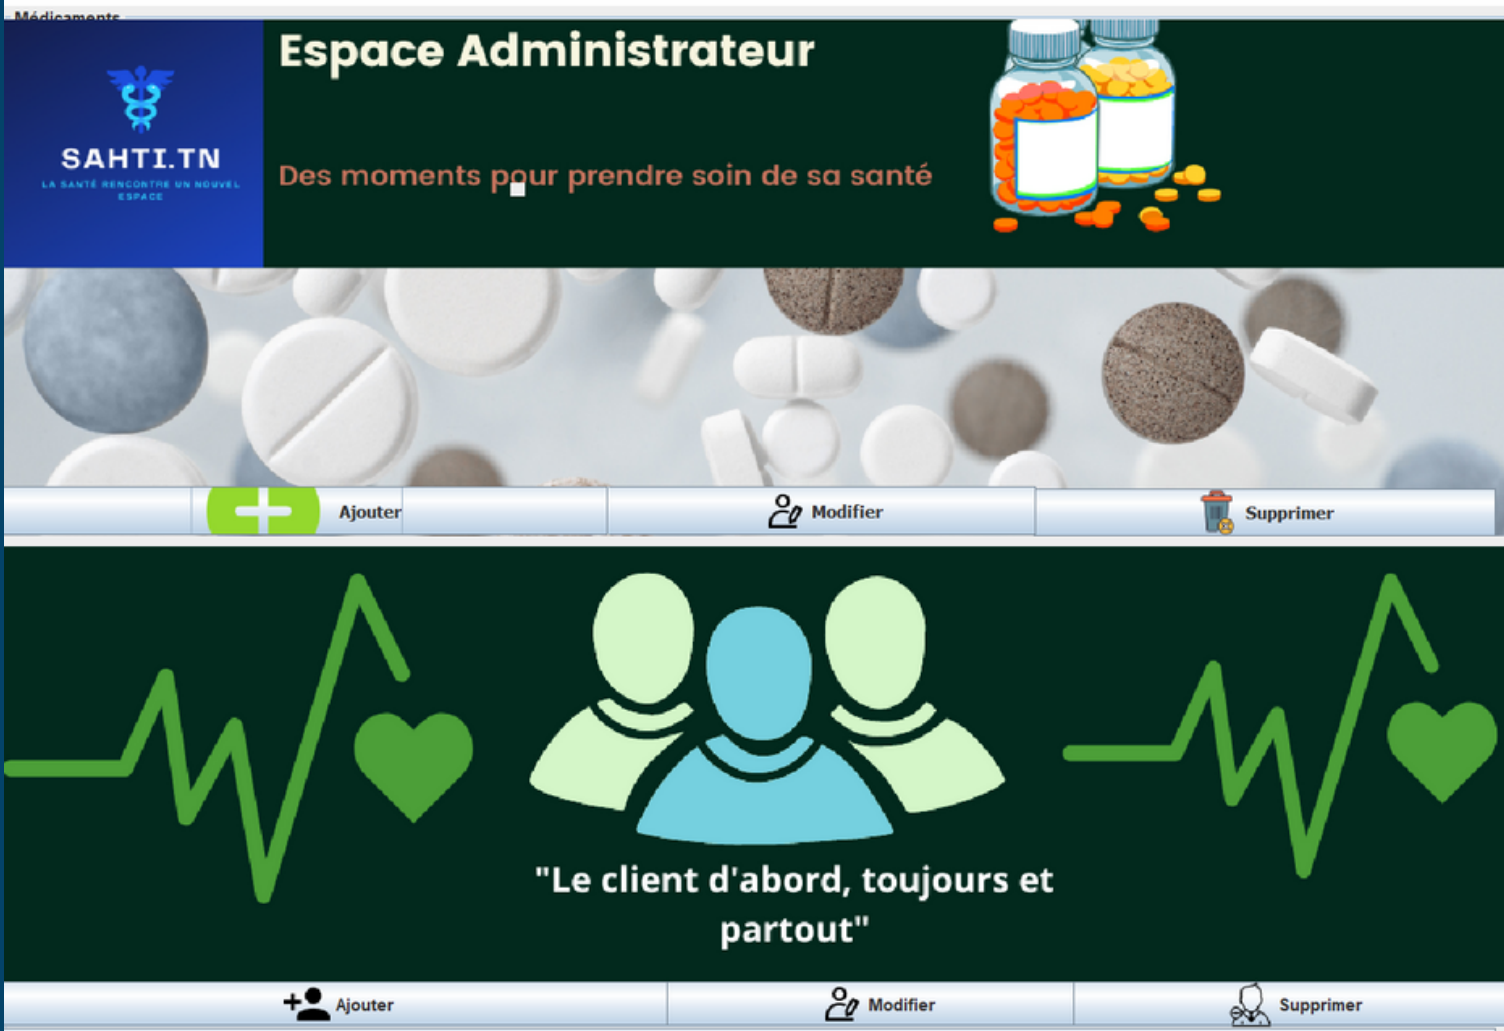 Médicaments
Espace Administrateur
SAHTI.TN
LA SANTÉ RENCONTRE UN NOUVEL
ESPACE
Des moments pour prendre soin de sa santé
Ajouter
Modifier
Supprimer
"Le client d'abord, toujours et
partout"
Ajouter
Modifier
Supprimer